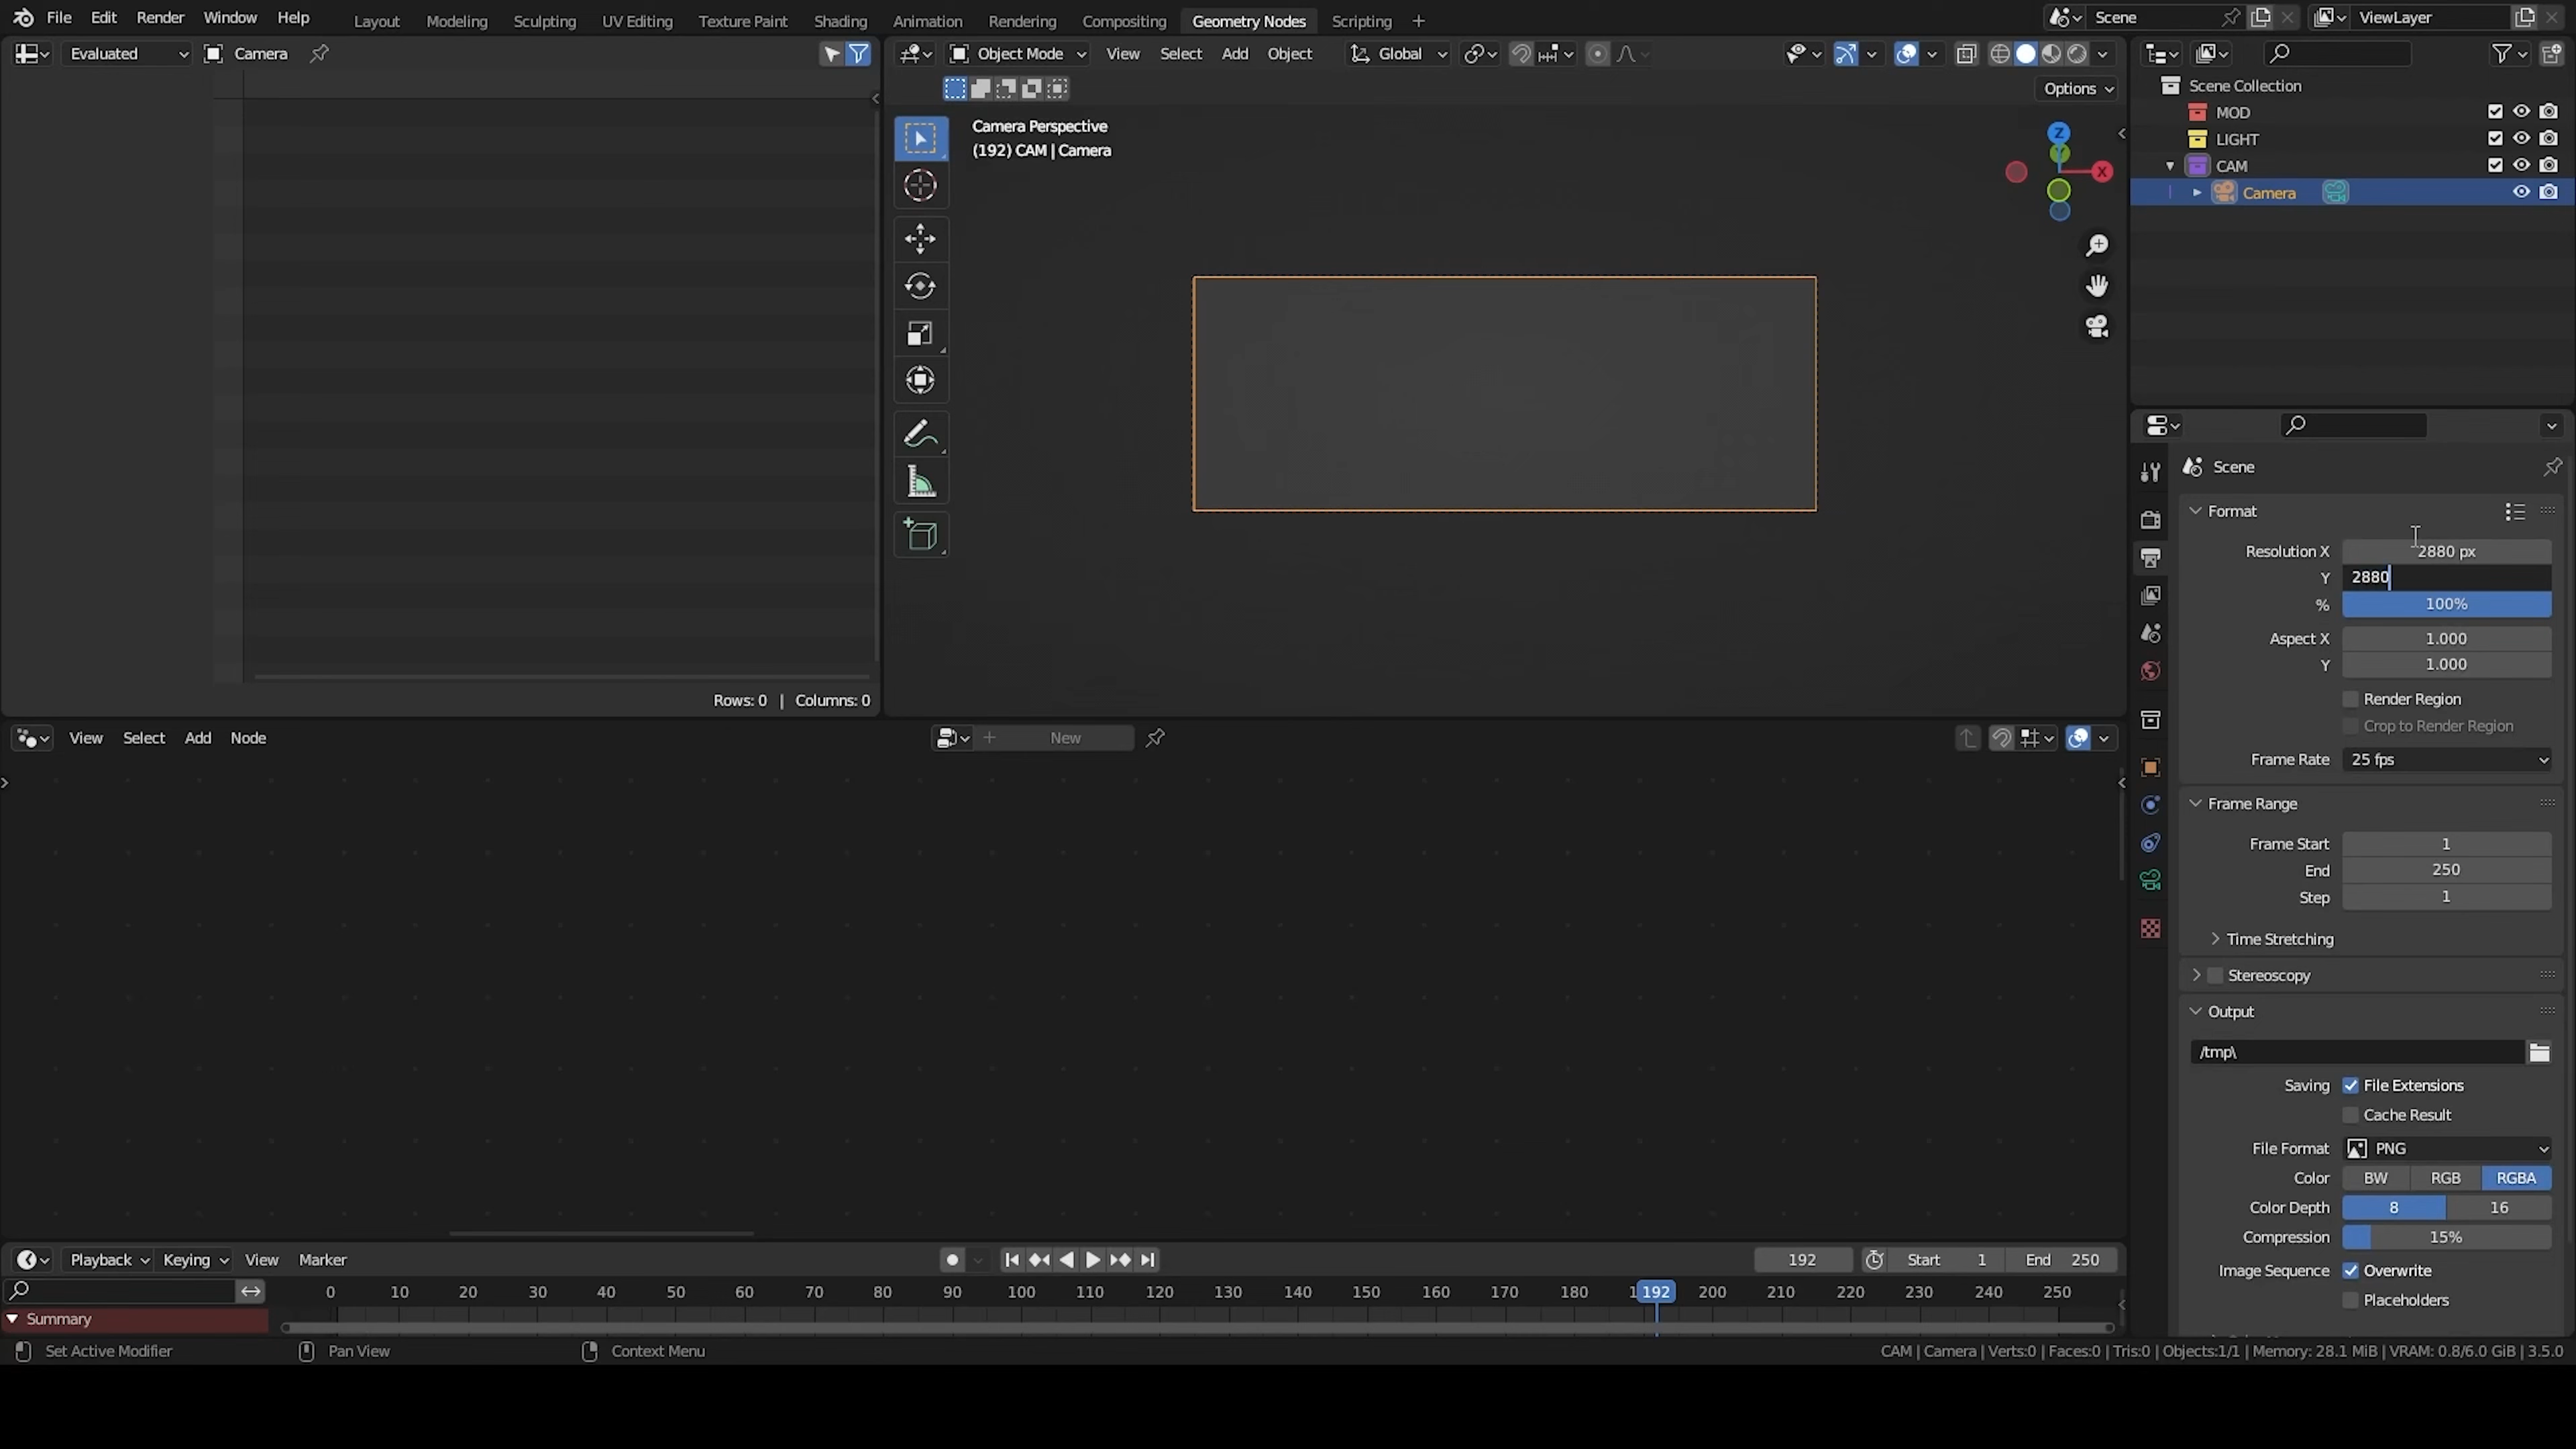 File Edit Render Window Help Layout Modeling Sculpting UV Editing Texture Paint Shading Animation Rendering Compositing Geometry Nodes Scripting + Scene ViewLayer
Evaluated Camera
Object Mode View Select Add Object Global
Options
Camera Perspective
(192) CAM | Camera
Z
Y
X
Rows: 0 | Columns: 0
Scene Collection
MOD
LIGHT
CAM
Camera
Scene
Format
Resolution X 2880 px
Y 2880
% 100%
Aspect X 1.000
Y 1.000
Render Region
Crop to Render Region
Frame Rate 25 fps
Frame Range
Frame Start 1
End 250
Step 1
Time Stretching
Stereoscopy
Output
/tmp\
Saving File Extensions
Cache Result
File Format PNG
Color BW RGB RGBA
Color Depth 8 16
Compression 15%
Image Sequence Overwrite
Placeholders
View Select Add Node + New
Playback Keying View Marker 192 Start 1 End 250
0 10 20 30 40 50 60 70 80 90 100 110 120 130 140 150 160 170 180 192 200 210 220 230 240 250
Summary
Set Active Modifier Pan View Context Menu CAM | Camera | Verts:0 | Faces:0 | Tris:0 | Objects:1/1 | Memory: 28.1 MiB | VRAM: 0.8/6.0 GiB | 3.5.0